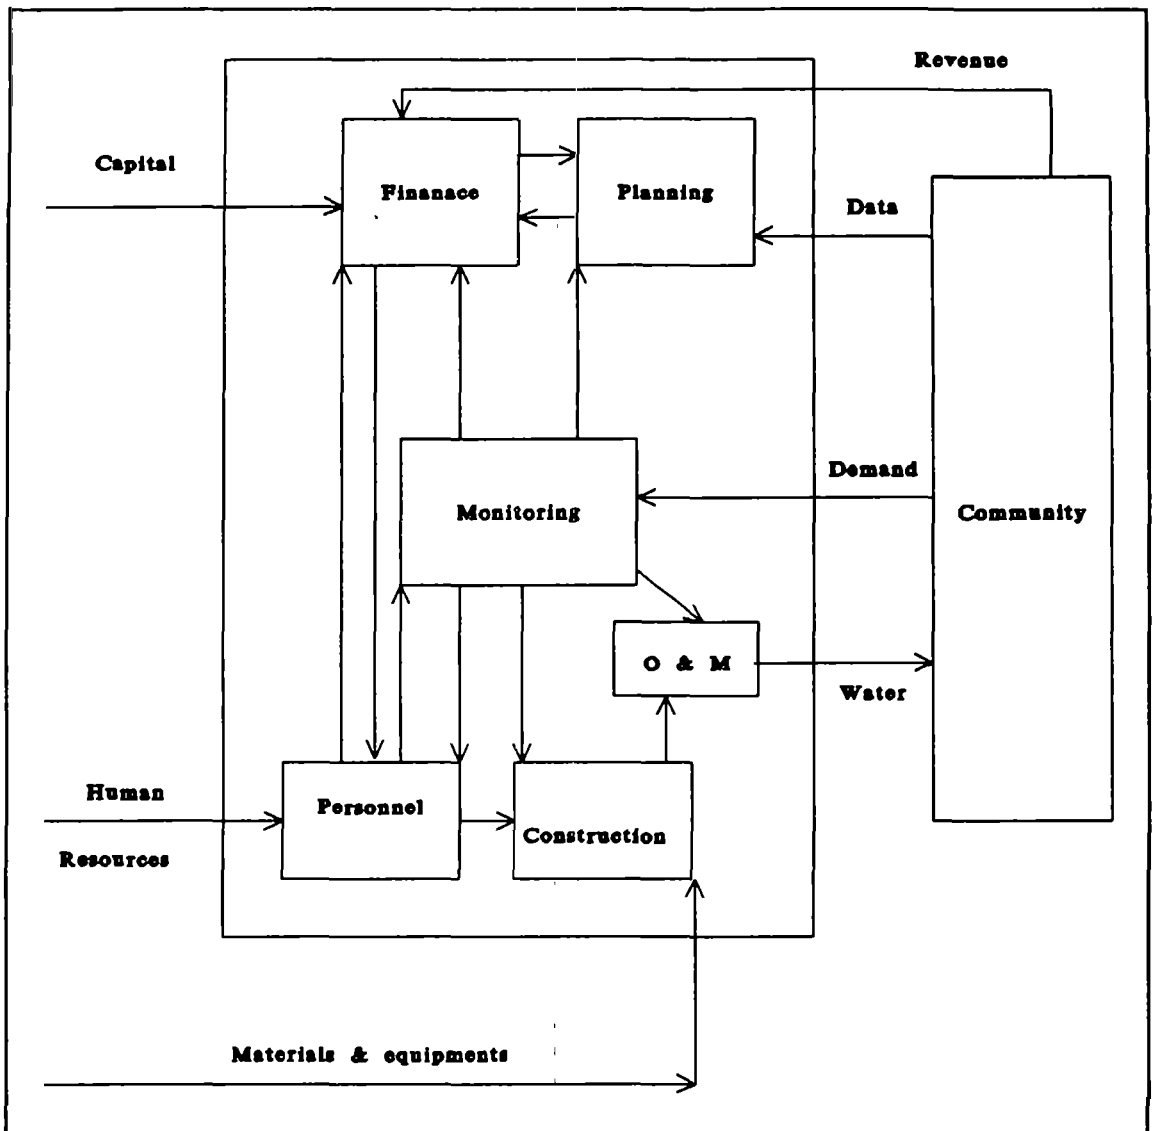 Revenue
Capital
Finanace
Planning
Data
Demand
Monitoring
Community
O & M
Water
Human
Personnel
Construction
Resources
Materials & equipments